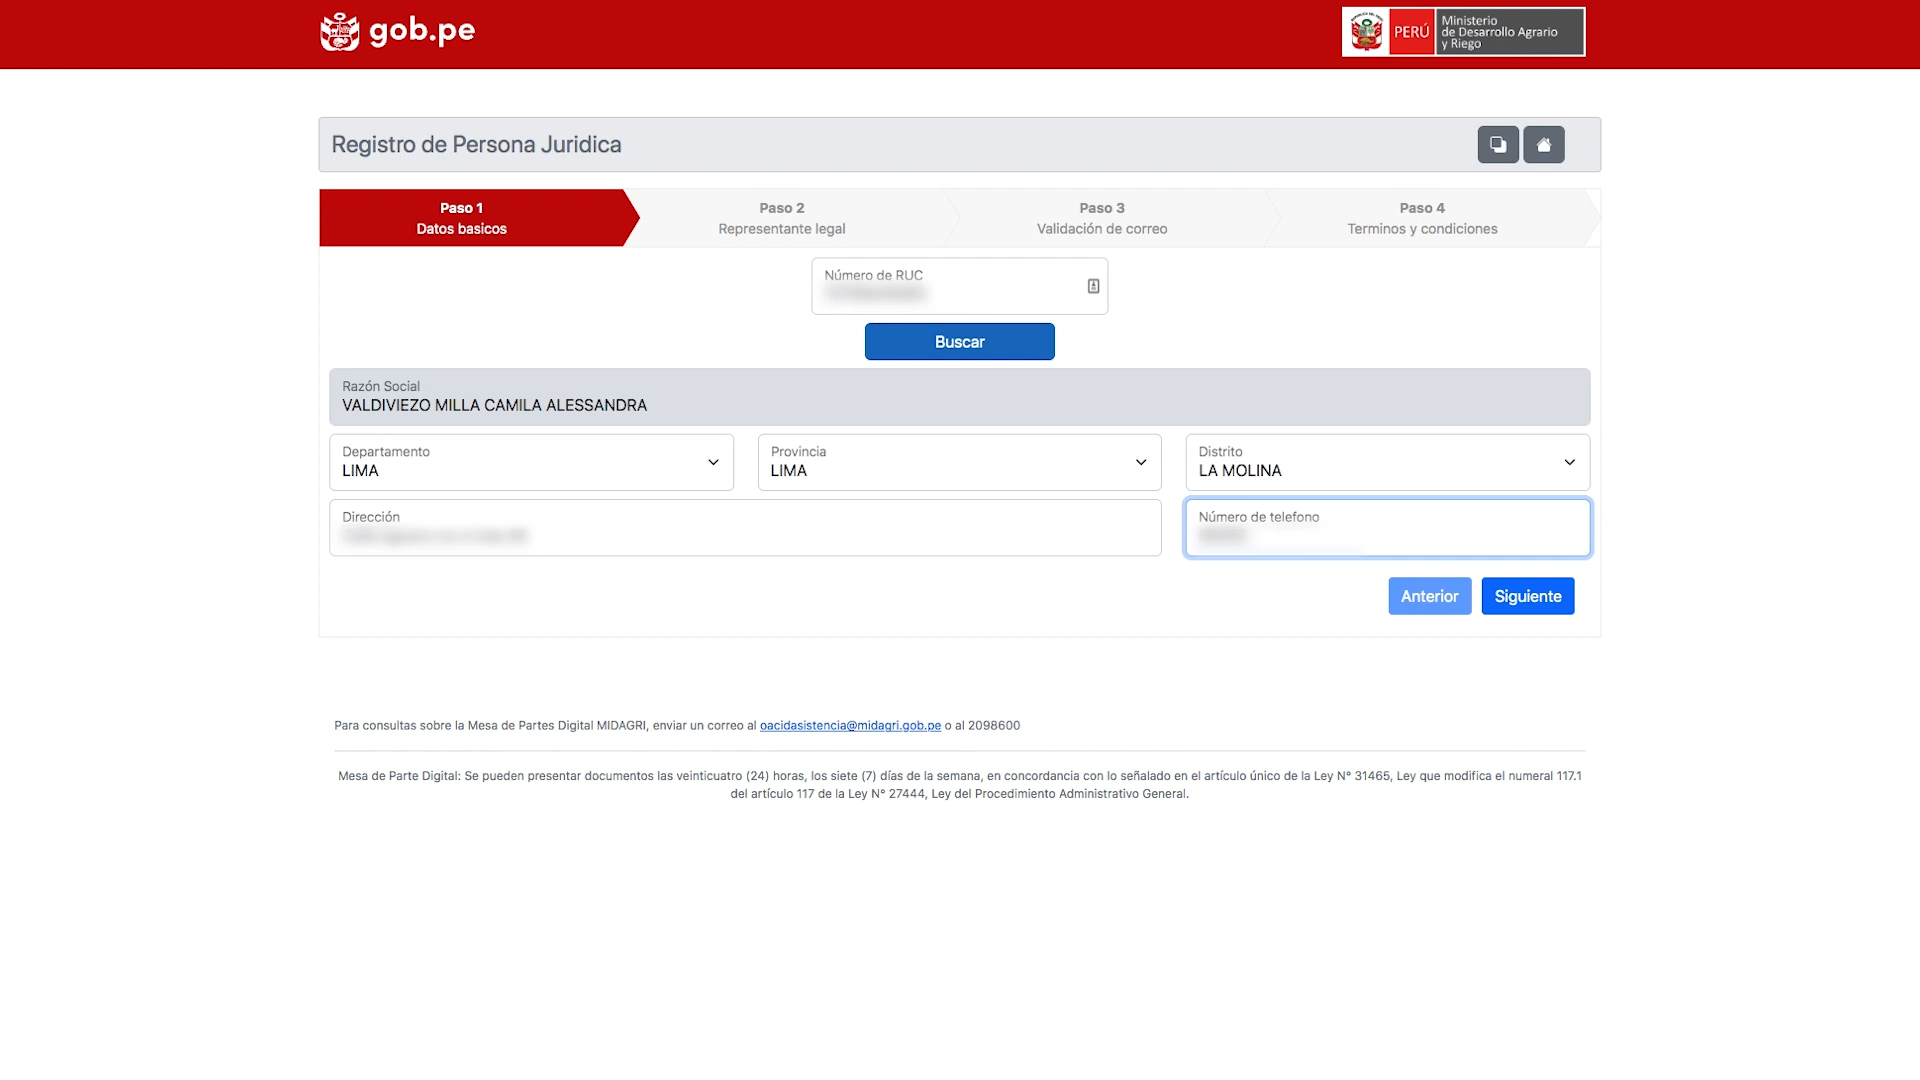 gob.pe
PERÚ
Ministerio
de Desarrollo Agrario
y Riego
Registro de Persona Juridica
Paso 1
Datos basicos
Paso 2
Representante legal
Paso 3
Validación de correo
Paso 4
Terminos y condiciones
Número de RUC
Buscar
Razón Social
VALDIVIEZO MILLA CAMILA ALESSANDRA
Departamento
LIMA
Provincia
LIMA
Distrito
LA MOLINA
Dirección
Número de telefono
Anterior
Siguiente
Para consultas sobre la Mesa de Partes Digital MIDAGRI, enviar un correo al oacidasistencia@midagri.gob.pe o al 2098600
Mesa de Parte Digital: Se pueden presentar documentos las veinticuatro (24) horas, los siete (7) días de la semana, en concordancia con lo señalado en el artículo único de la Ley N° 31465, Ley que modifica el numeral 117.1
del artículo 117 de la Ley N° 27444, Ley del Procedimiento Administrativo General.